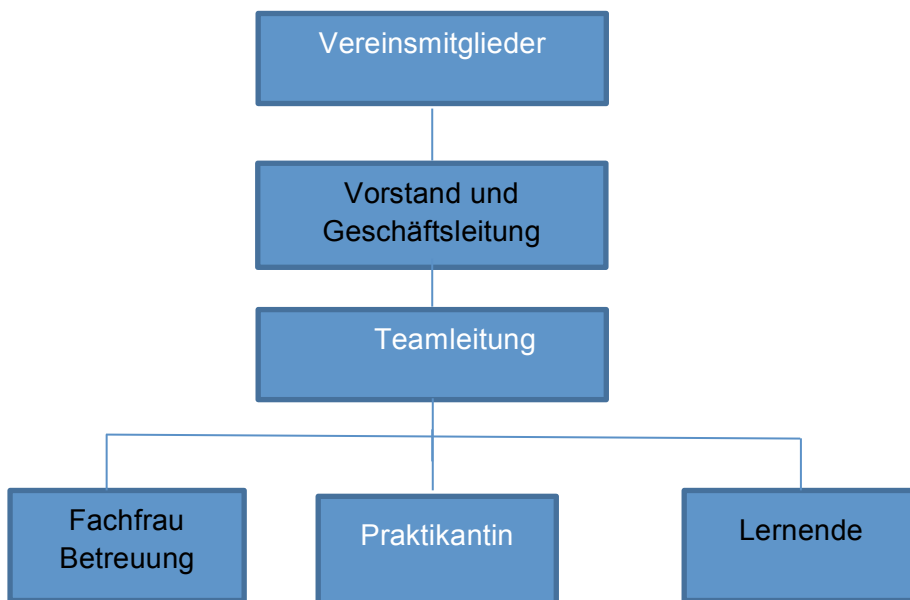 Vereinsmitglieder
Vorstand und
Geschäftsleitung
Teamleitung
Fachfrau
Betreuung
Praktikantin
Lernende